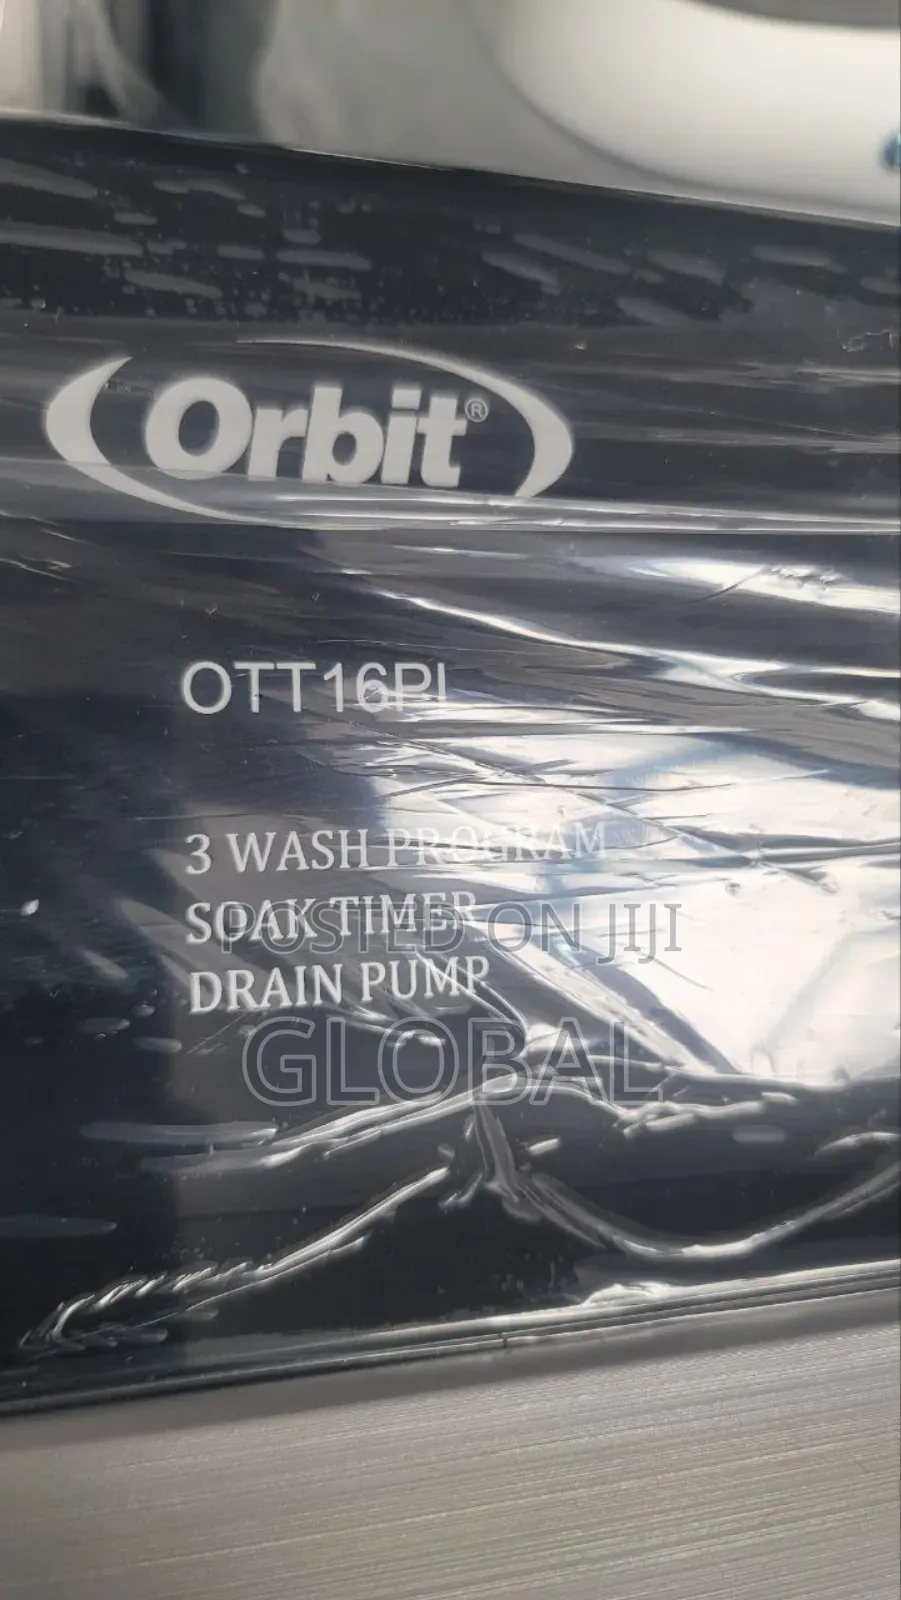 Orbit®
OTT16PI
3 WASH PROGRAM
SOAK TIMER
POSTED ON JIJI
DRAIN PUMP
GLOBAL